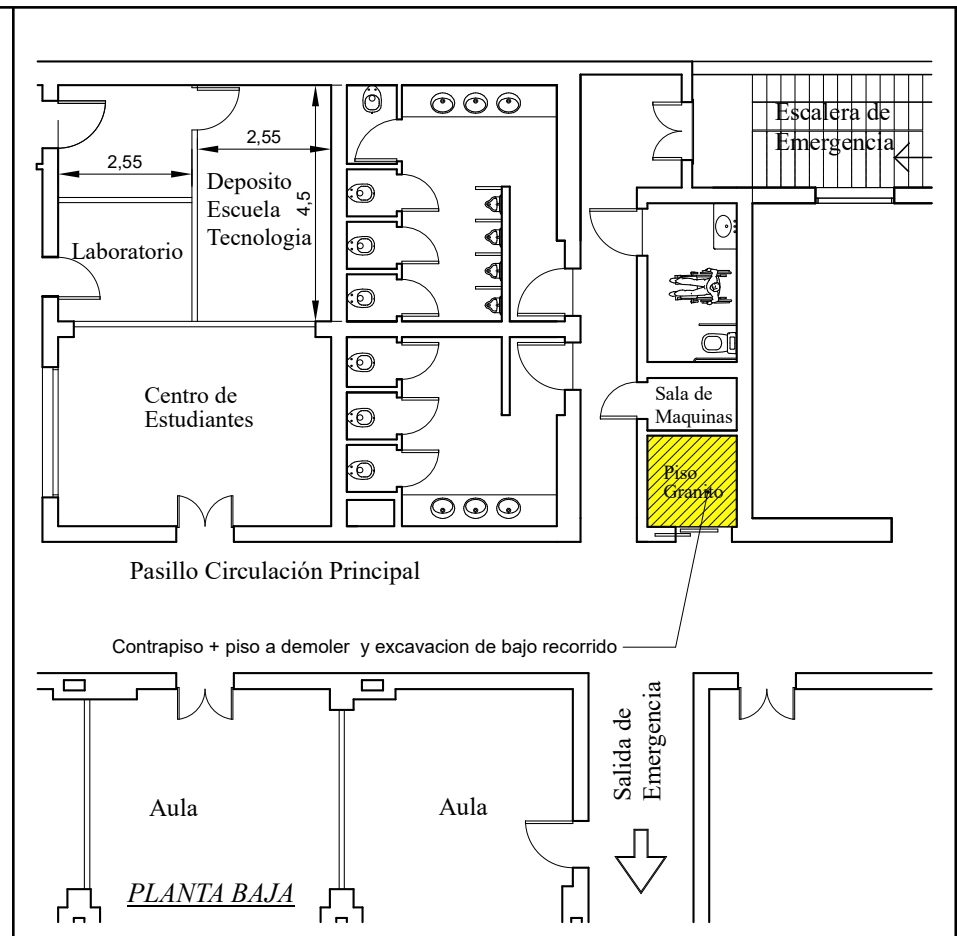 Escalera de
Emergencia
2,55
2,55
Deposito
Escuela
Tecnologia
4,5
Laboratorio
Centro de
Estudiantes
Sala de
Maquinas
Piso
Granito
Pasillo Circulación Principal
Contrapiso + piso a demoler y excavacion de bajo recorrido
Salida de
Emergencia
Aula
Aula
PLANTA BAJA